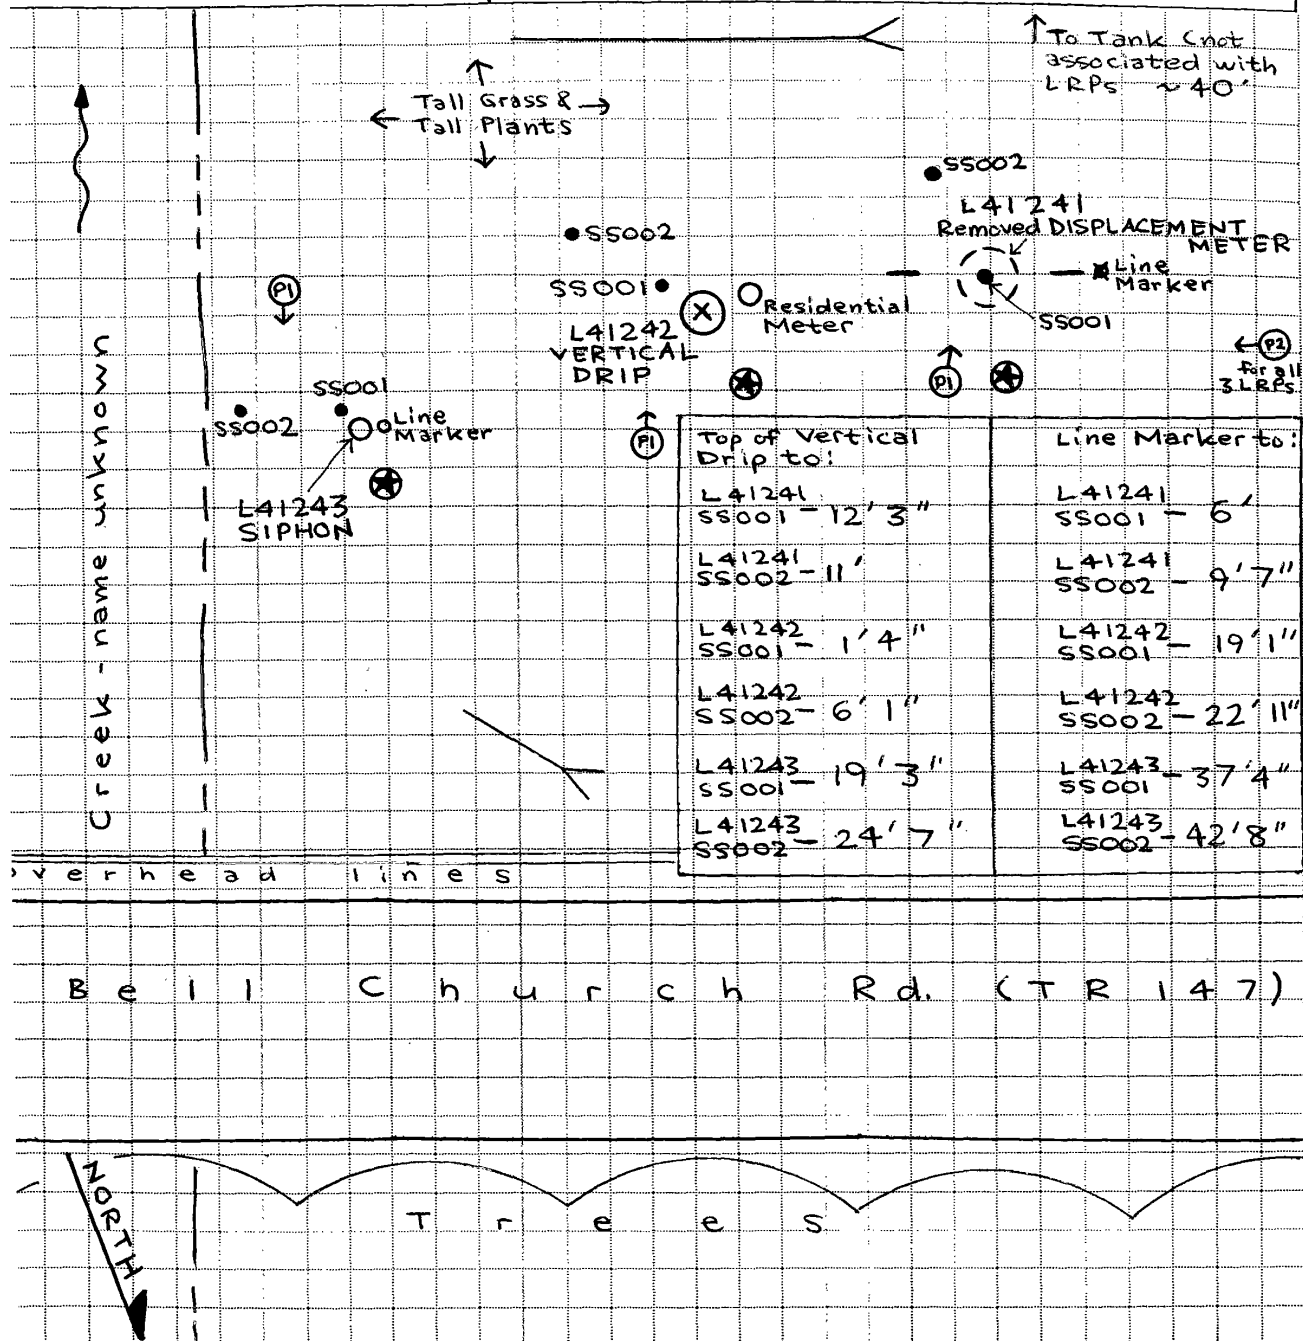 To Tank (not
associated with
LRPs ~40'
Tall Grass &
Tall Plants
SS002
L41241
Removed DISPLACEMENT
METER
Line
Marker
SS001
SS002
SS001
Residential
Meter
L41242
VERTICAL
DRIP
P1
P2
for all
3 LRPs
P1
P1
SS001
SS002
Line
Marker
L41243
SIPHON
Creek - name unknown
Top of Vertical
Drip to:
L41241
SS001 - 12' 3"
L41241
SS002 - 11'
L41242
SS001 - 1' 4"
L41242
SS002 - 6' 1"
L41243
SS001 - 19' 3"
L41243
SS002 - 24' 7"
Line Marker to:
L41241
SS001 - 6'
L41241
SS002 - 9' 7"
L41242
SS001 - 19' 1"
L41242
SS002 - 22' 11"
L41243
SS001 - 37' 4"
L41243
SS002 - 42' 8"
overhead lines
Beil Church Rd. (TR 147)
NORTH
Trees